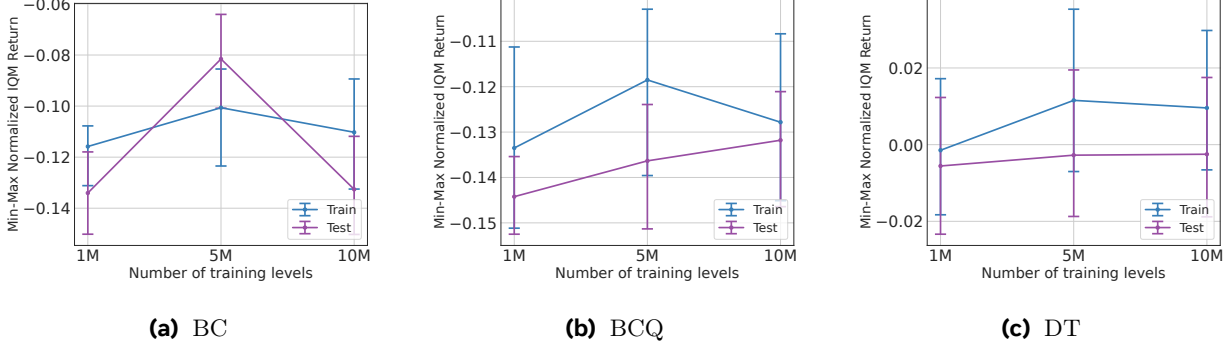 Min-Max Normalized IQM Return
−0.06
−0.08
−0.10
−0.12
−0.14
1M
5M
10M
Number of training levels
Train
Test
(a) BC
Min-Max Normalized IQM Return
−0.11
−0.12
−0.13
−0.14
−0.15
1M
5M
10M
Number of training levels
Train
Test
(b) BCQ
Min-Max Normalized IQM Return
0.02
0.00
−0.02
1M
5M
10M
Number of training levels
Train
Test
(c) DT